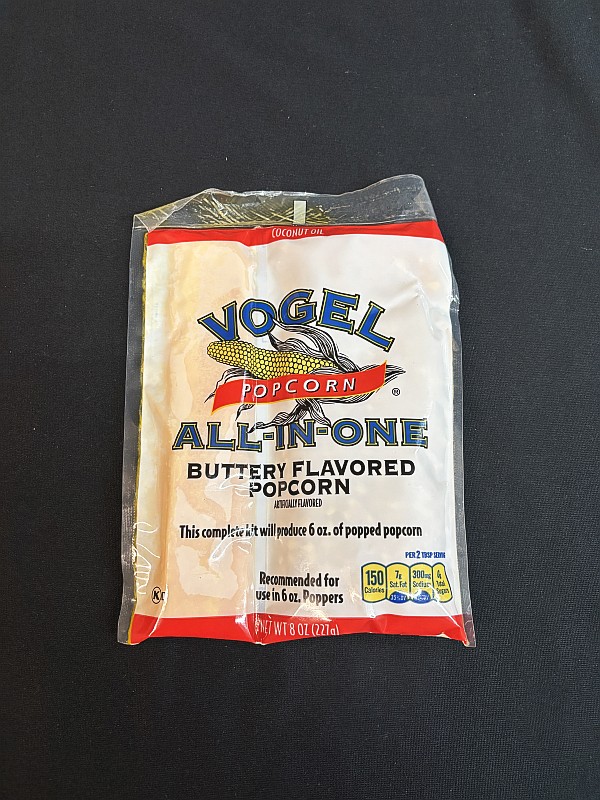 COCONUT OIL
VOGEL
POPCORN
®
ALL-IN-ONE
BUTTERY FLAVORED
POPCORN
ARTIFICIALLY FLAVORED
This complete kit will produce 6 oz. of popped popcorn
PER 2 TBSP SERVING
Recommended for
use in 6 oz. Poppers
150 Calories
7g Sat. Fat
300mg Sodium
Total Sugars
K
NET WT 8 OZ (227g)